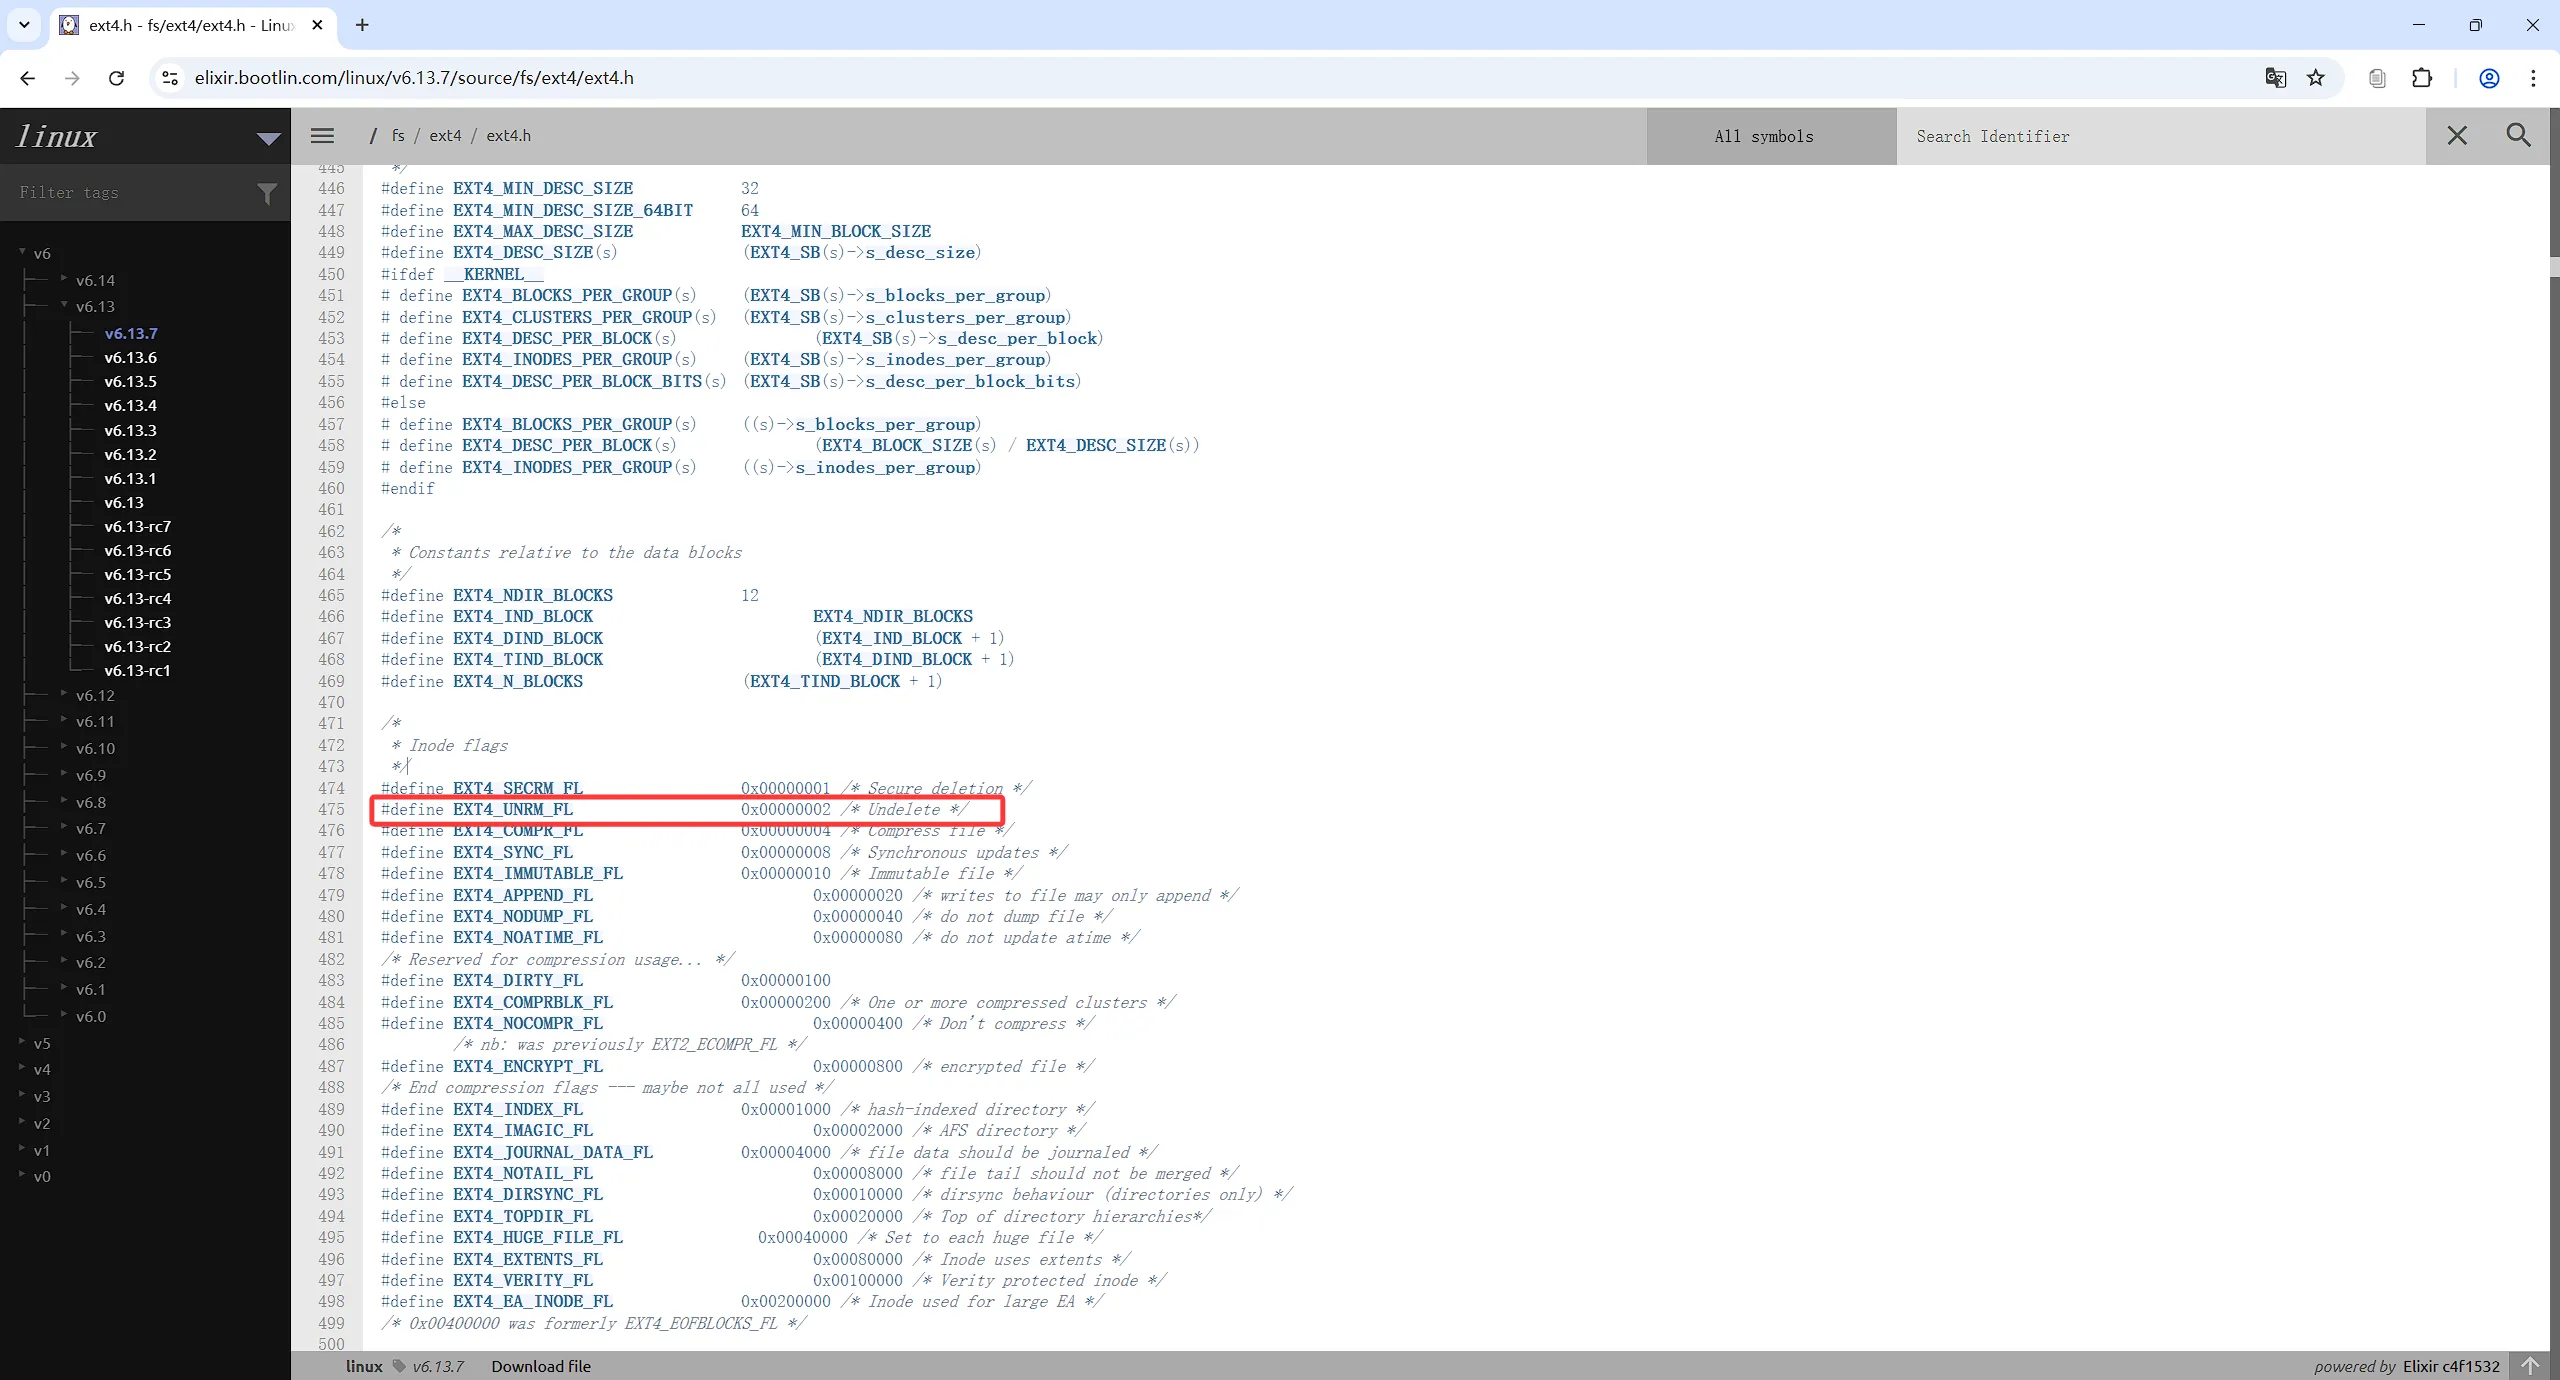 ext4.h - fs/ext4/ext4.h - Linux
elixir.bootlin.com/linux/v6.13.7/source/fs/ext4/ext4.h
linux
/ fs / ext4 / ext4.h
All symbols
Search Identifier
Filter tags
v6
v6.14
v6.13
v6.13.7
v6.13.6
v6.13.5
v6.13.4
v6.13.3
v6.13.2
v6.13.1
v6.13
v6.13-rc7
v6.13-rc6
v6.13-rc5
v6.13-rc4
v6.13-rc3
v6.13-rc2
v6.13-rc1
v6.12
v6.11
v6.10
v6.9
v6.8
v6.7
v6.6
v6.5
v6.4
v6.3
v6.2
v6.1
v6.0
v5
v4
v3
v2
v1
v0
445 */
446 #define EXT4_MIN_DESC_SIZE 32
447 #define EXT4_MIN_DESC_SIZE_64BIT 64
448 #define EXT4_MAX_DESC_SIZE EXT4_MIN_BLOCK_SIZE
449 #define EXT4_DESC_SIZE(s) (EXT4_SB(s)->s_desc_size)
450 #ifdef __KERNEL__
451 # define EXT4_BLOCKS_PER_GROUP(s) (EXT4_SB(s)->s_blocks_per_group)
452 # define EXT4_CLUSTERS_PER_GROUP(s) (EXT4_SB(s)->s_clusters_per_group)
453 # define EXT4_DESC_PER_BLOCK(s) (EXT4_SB(s)->s_desc_per_block)
454 # define EXT4_INODES_PER_GROUP(s) (EXT4_SB(s)->s_inodes_per_group)
455 # define EXT4_DESC_PER_BLOCK_BITS(s) (EXT4_SB(s)->s_desc_per_block_bits)
456 #else
457 # define EXT4_BLOCKS_PER_GROUP(s) ((s)->s_blocks_per_group)
458 # define EXT4_DESC_PER_BLOCK(s) (EXT4_BLOCK_SIZE(s) / EXT4_DESC_SIZE(s))
459 # define EXT4_INODES_PER_GROUP(s) ((s)->s_inodes_per_group)
460 #endif
461
462 /*
463 * Constants relative to the data blocks
464 */
465 #define EXT4_NDIR_BLOCKS 12
466 #define EXT4_IND_BLOCK EXT4_NDIR_BLOCKS
467 #define EXT4_DIND_BLOCK (EXT4_IND_BLOCK + 1)
468 #define EXT4_TIND_BLOCK (EXT4_DIND_BLOCK + 1)
469 #define EXT4_N_BLOCKS (EXT4_TIND_BLOCK + 1)
470
471 /*
472 * Inode flags
473 */
474 #define EXT4_SECRM_FL 0x00000001 /* Secure deletion */
475 #define EXT4_UNRM_FL 0x00000002 /* Undelete */
476 #define EXT4_COMPR_FL 0x00000004 /* Compress file */
477 #define EXT4_SYNC_FL 0x00000008 /* Synchronous updates */
478 #define EXT4_IMMUTABLE_FL 0x00000010 /* Immutable file */
479 #define EXT4_APPEND_FL 0x00000020 /* writes to file may only append */
480 #define EXT4_NODUMP_FL 0x00000040 /* do not dump file */
481 #define EXT4_NOATIME_FL 0x00000080 /* do not update atime */
482 /* Reserved for compression usage... */
483 #define EXT4_DIRTY_FL 0x00000100
484 #define EXT4_COMPRBLK_FL 0x00000200 /* One or more compressed clusters */
485 #define EXT4_NOCOMPR_FL 0x00000400 /* Don't compress */
486 /* nb: was previously EXT2_ECOMPR_FL */
487 #define EXT4_ENCRYPT_FL 0x00000800 /* encrypted file */
488 /* End compression flags --- maybe not all used */
489 #define EXT4_INDEX_FL 0x00001000 /* hash-indexed directory */
490 #define EXT4_IMAGIC_FL 0x00002000 /* AFS directory */
491 #define EXT4_JOURNAL_DATA_FL 0x00004000 /* file data should be journaled */
492 #define EXT4_NOTAIL_FL 0x00008000 /* file tail should not be merged */
493 #define EXT4_DIRSYNC_FL 0x00010000 /* dirsync behaviour (directories only) */
494 #define EXT4_TOPDIR_FL 0x00020000 /* Top of directory hierarchies*/
495 #define EXT4_HUGE_FILE_FL 0x00040000 /* Set to each huge file */
496 #define EXT4_EXTENTS_FL 0x00080000 /* Inode uses extents */
497 #define EXT4_VERITY_FL 0x00100000 /* Verity protected inode */
498 #define EXT4_EA_INODE_FL 0x00200000 /* Inode used for large EA */
499 /* 0x00400000 was formerly EXT4_EOFBLOCKS_FL */
500
linux v6.13.7 Download file
powered by Elixir c4f1532